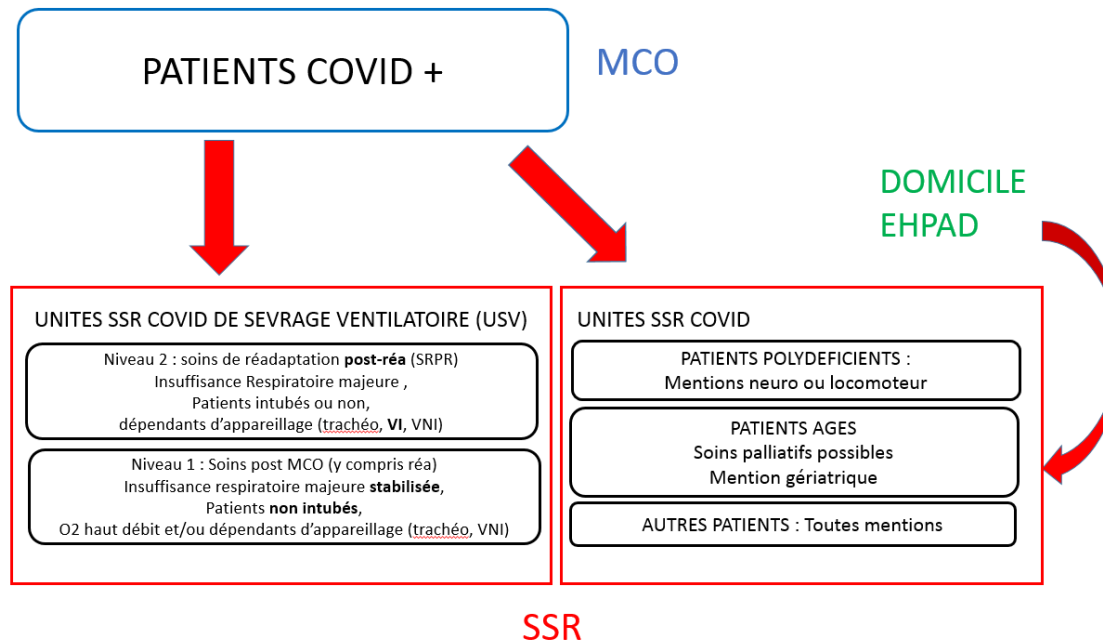 PATIENTS COVID +
MCO
DOMICILE
EHPAD
UNITES SSR COVID DE SEVRAGE VENTILATOIRE (USV)
Niveau 2 : soins de réadaptation post-réa (SRPR)
Insuffisance Respiratoire majeure ,
Patients intubés ou non,
dépendants d’appareillage (trachéo, VI, VNI)
Niveau 1 : Soins post MCO (y compris réa)
Insuffisance respiratoire majeure stabilisée,
Patients non intubés,
O2 haut débit et/ou dépendants d’appareillage (trachéo, VNI)
UNITES SSR COVID
PATIENTS POLYDEFICIENTS :
Mentions neuro ou locomoteur
PATIENTS AGES
Soins palliatifs possibles
Mention gériatrique
AUTRES PATIENTS : Toutes mentions
SSR